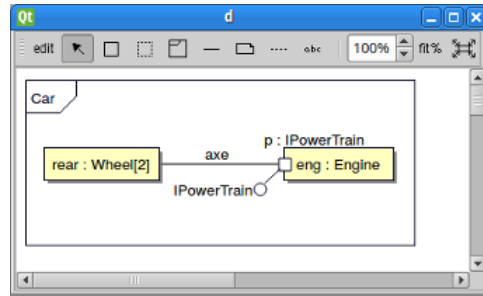 Qt d
edit abc 100% fit%
Car
p : IPowerTrain
rear : Wheel[2] axe eng : Engine
IPowerTrain